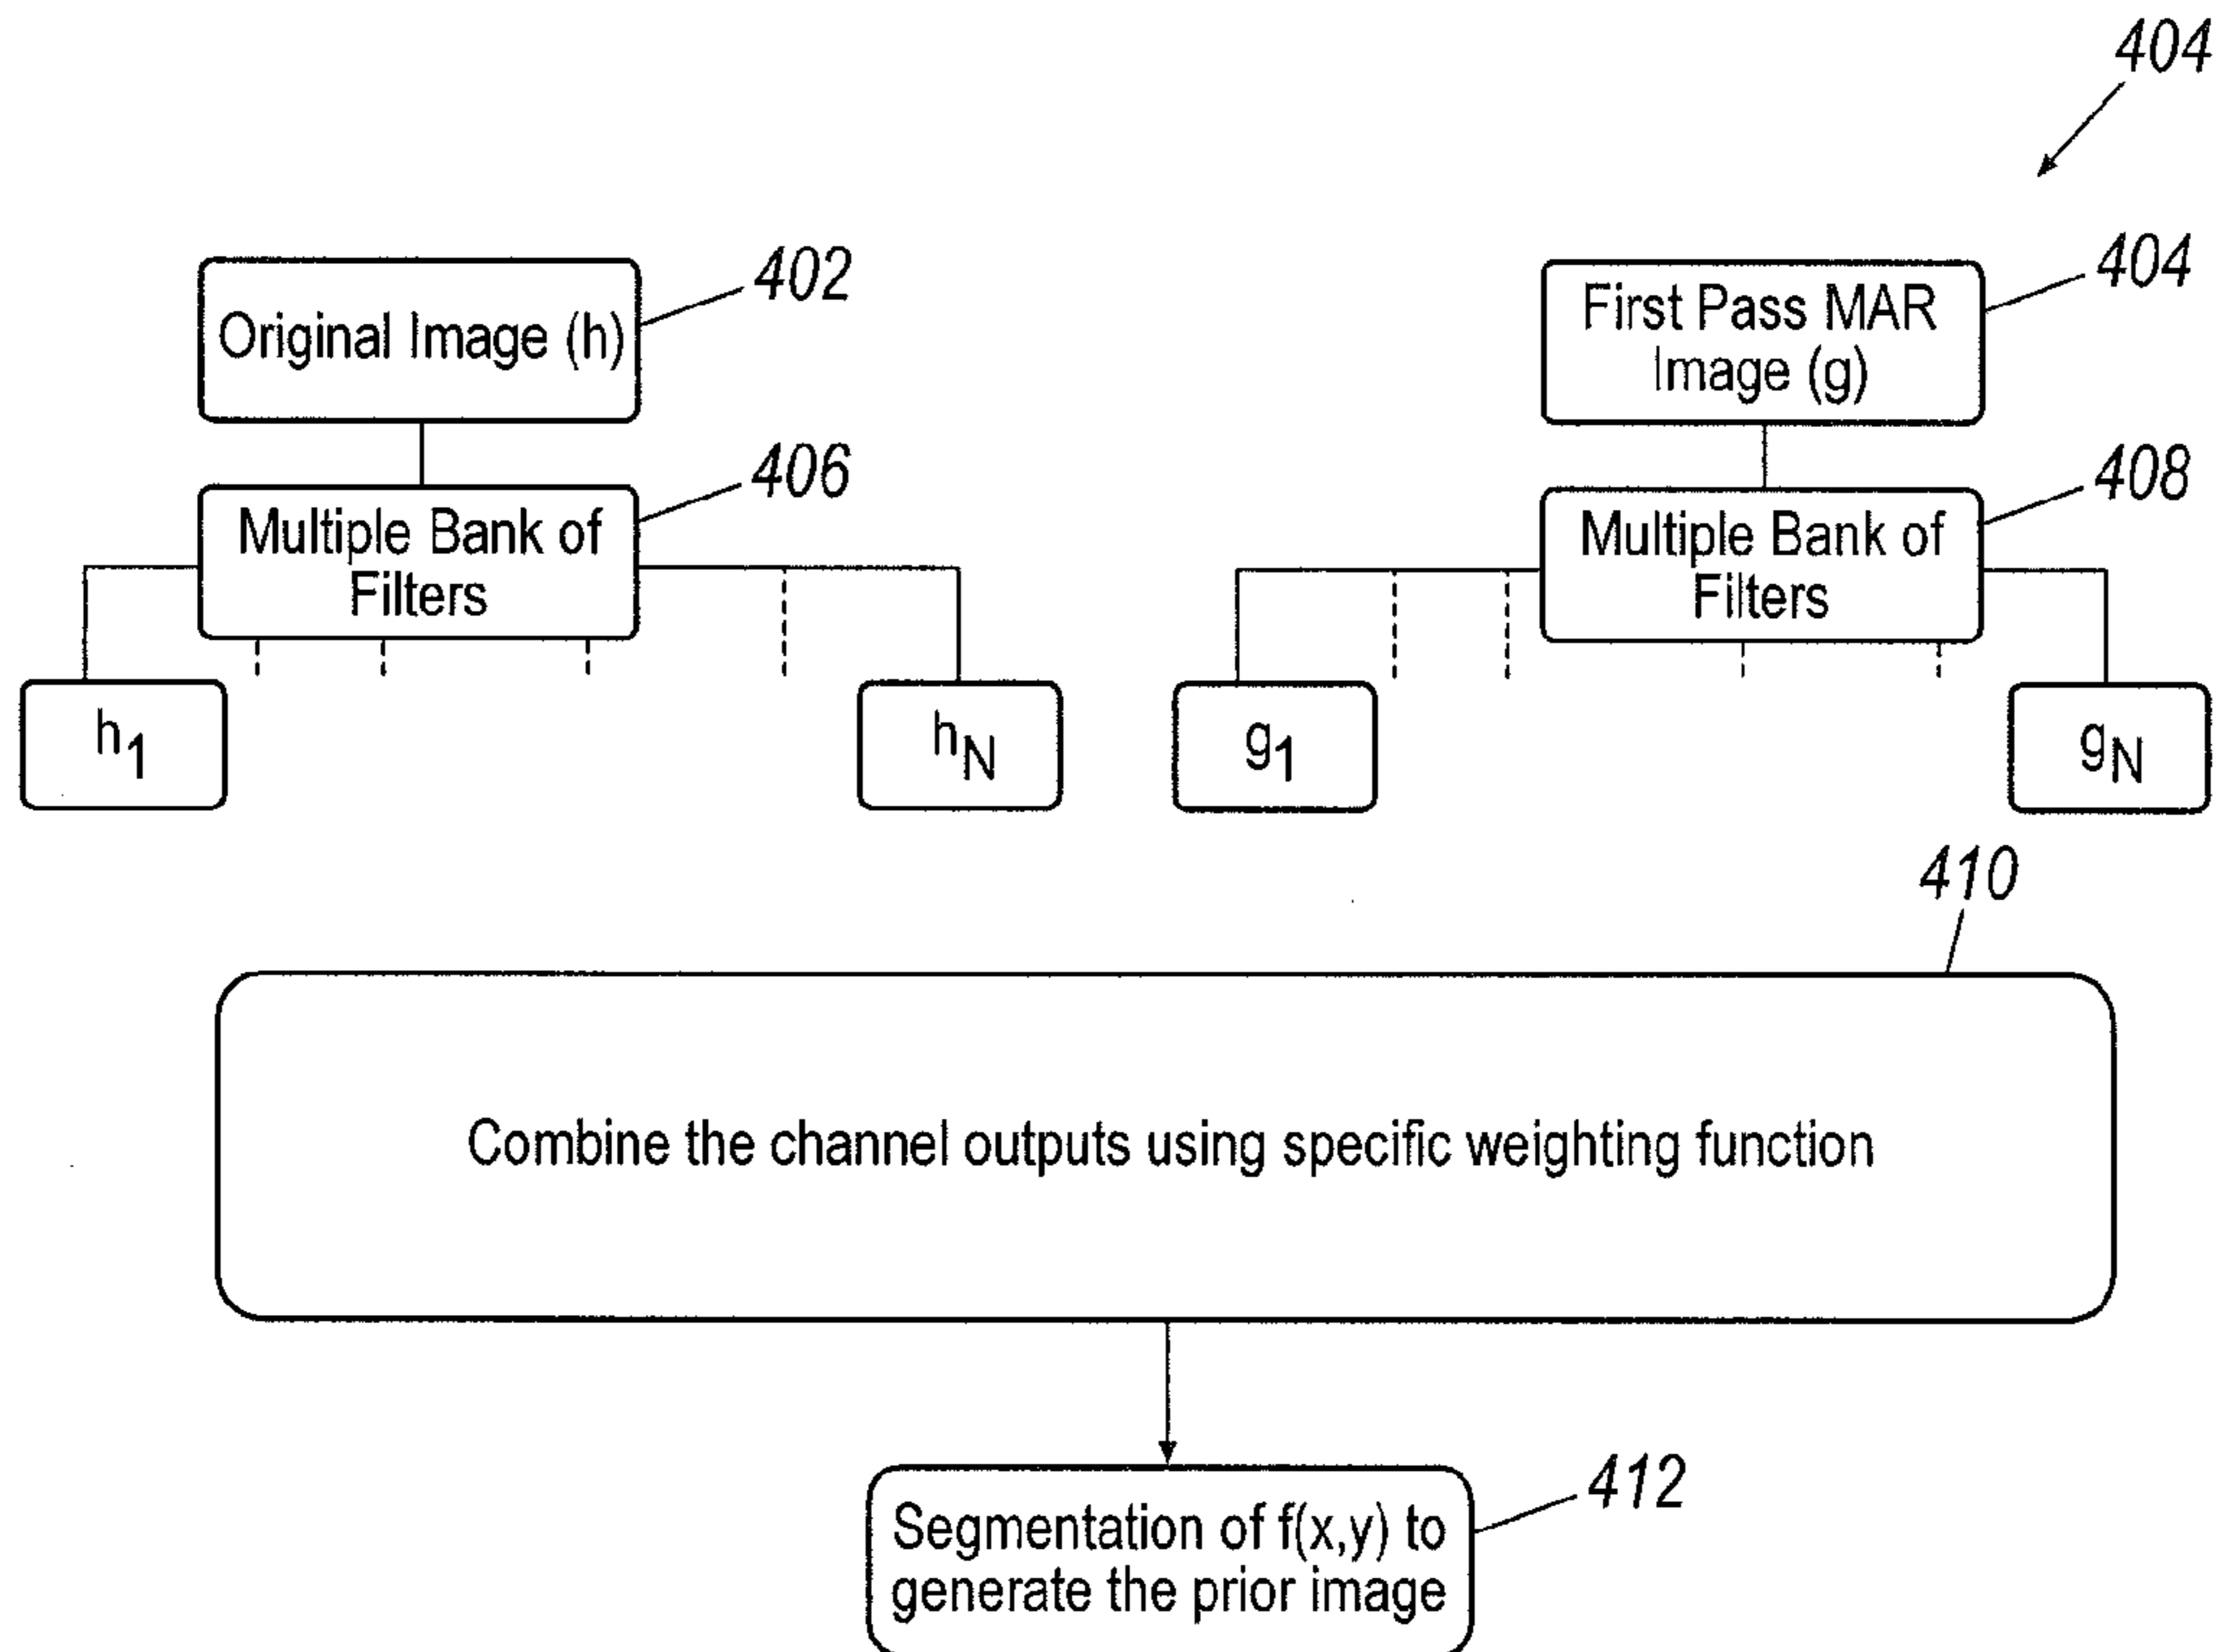 404
402
Original Image (h)
404
First Pass MAR
Image (g)
406
Multiple Bank of
Filters
408
Multiple Bank of
Filters
h1
hN
g1
gN
410
Combine the channel outputs using specific weighting function
412
Segmentation of f(x,y) to
generate the prior image